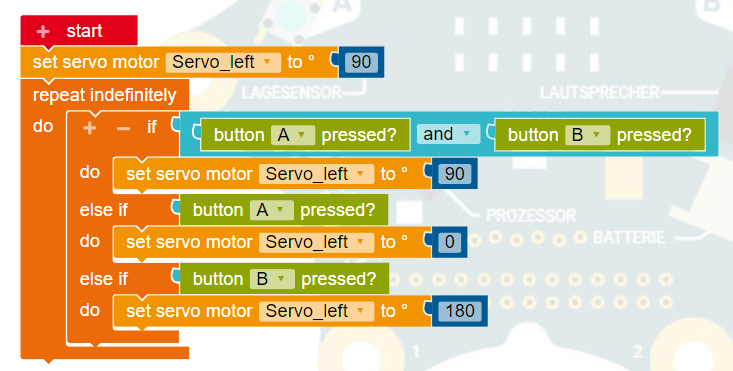 A
B
+ start
set servo motor Servo_left to ° 90
LAGESENSOR
LAUTSPRECHER
repeat indefinitely
do + − if button A pressed? and button B pressed?
do set servo motor Servo_left to ° 90
else if button A pressed?
PROZESSOR
do set servo motor Servo_left to ° 0
BATTERIE
else if button B pressed?
do set servo motor Servo_left to ° 180
1
2